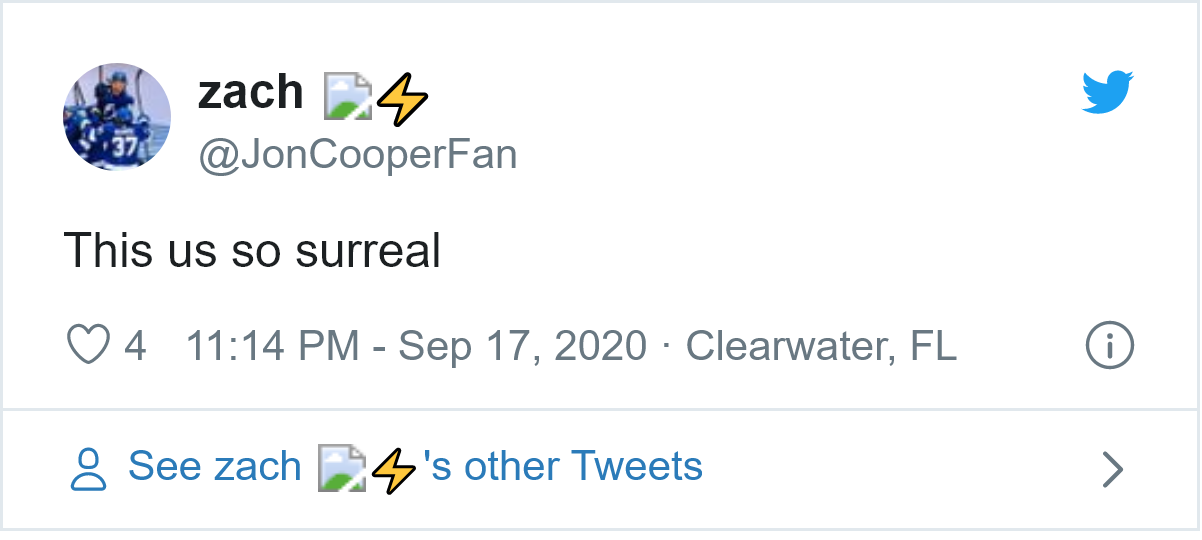 zach ⚡
@JonCooperFan
37
This us so surreal
4 11:14 PM - Sep 17, 2020 · Clearwater, FL
See zach ⚡'s other Tweets